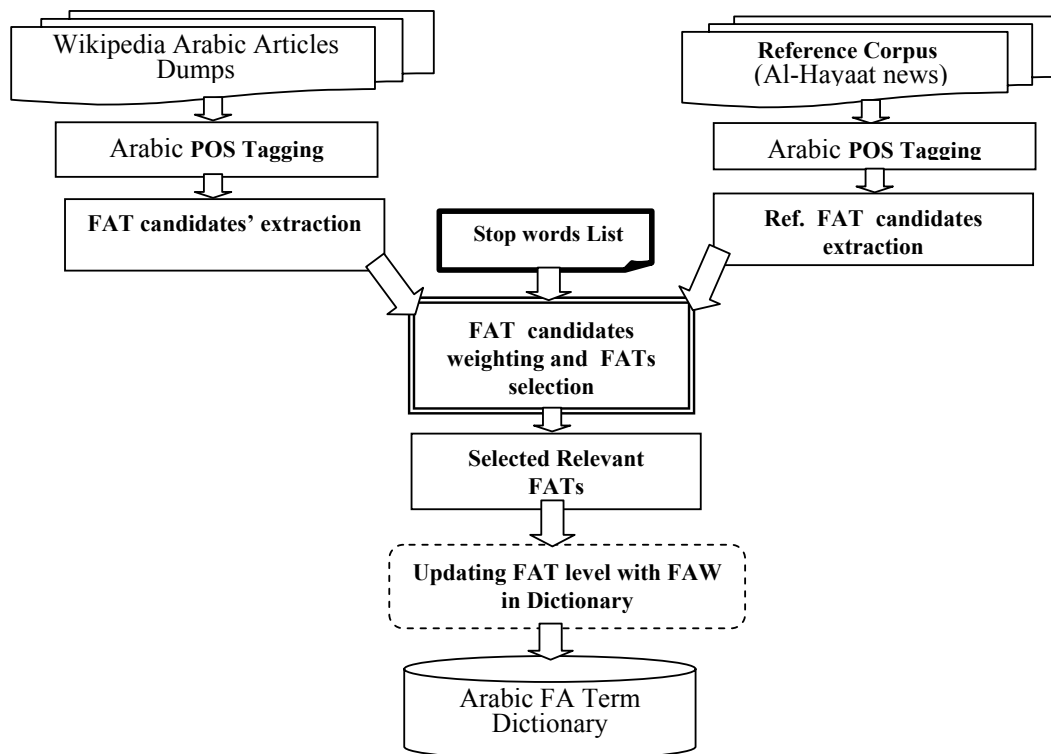 Wikipedia Arabic Articles
Dumps
Reference Corpus
(Al-Hayaat news)
Arabic POS Tagging
Arabic POS Tagging
FAT candidates’ extraction
Stop words List
Ref. FAT candidates
extraction
FAT candidates
weighting and FATs
selection
Selected Relevant
FATs
Updating FAT level with FAW
in Dictionary
Arabic FA Term
Dictionary